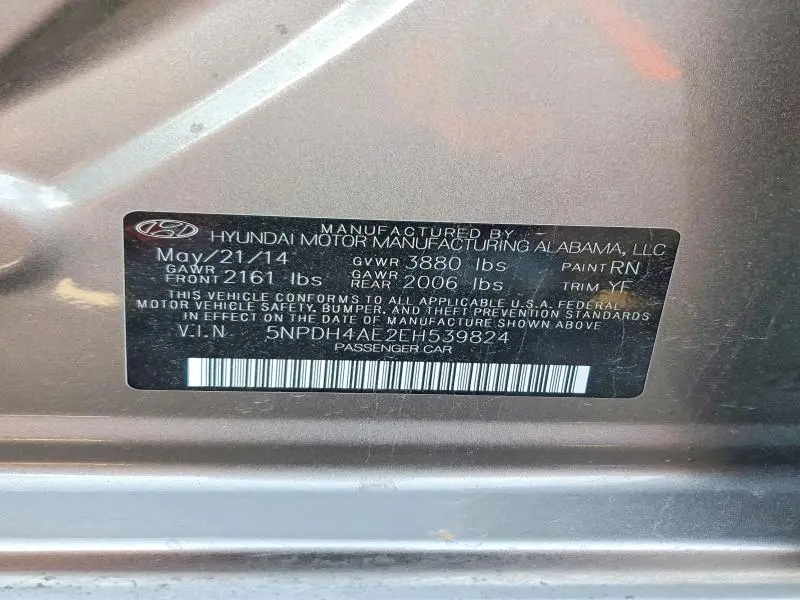 MANUFACTURED BY
HYUNDAI MOTOR MANUFACTURING ALABAMA, LLC
May/21/14 GVWR 3880 lbs PAINT RN
GAWR FRONT 2161 lbs GAWR REAR 2006 lbs TRIM YF
THIS VEHICLE CONFORMS TO ALL APPLICABLE U.S.A. FEDERAL
MOTOR VEHICLE SAFETY, BUMPER, AND THEFT PREVENTION STANDARDS
IN EFFECT ON THE DATE OF MANUFACTURE SHOWN ABOVE
V.I.N 5NPDH4AE2EH539824
PASSENGER CAR